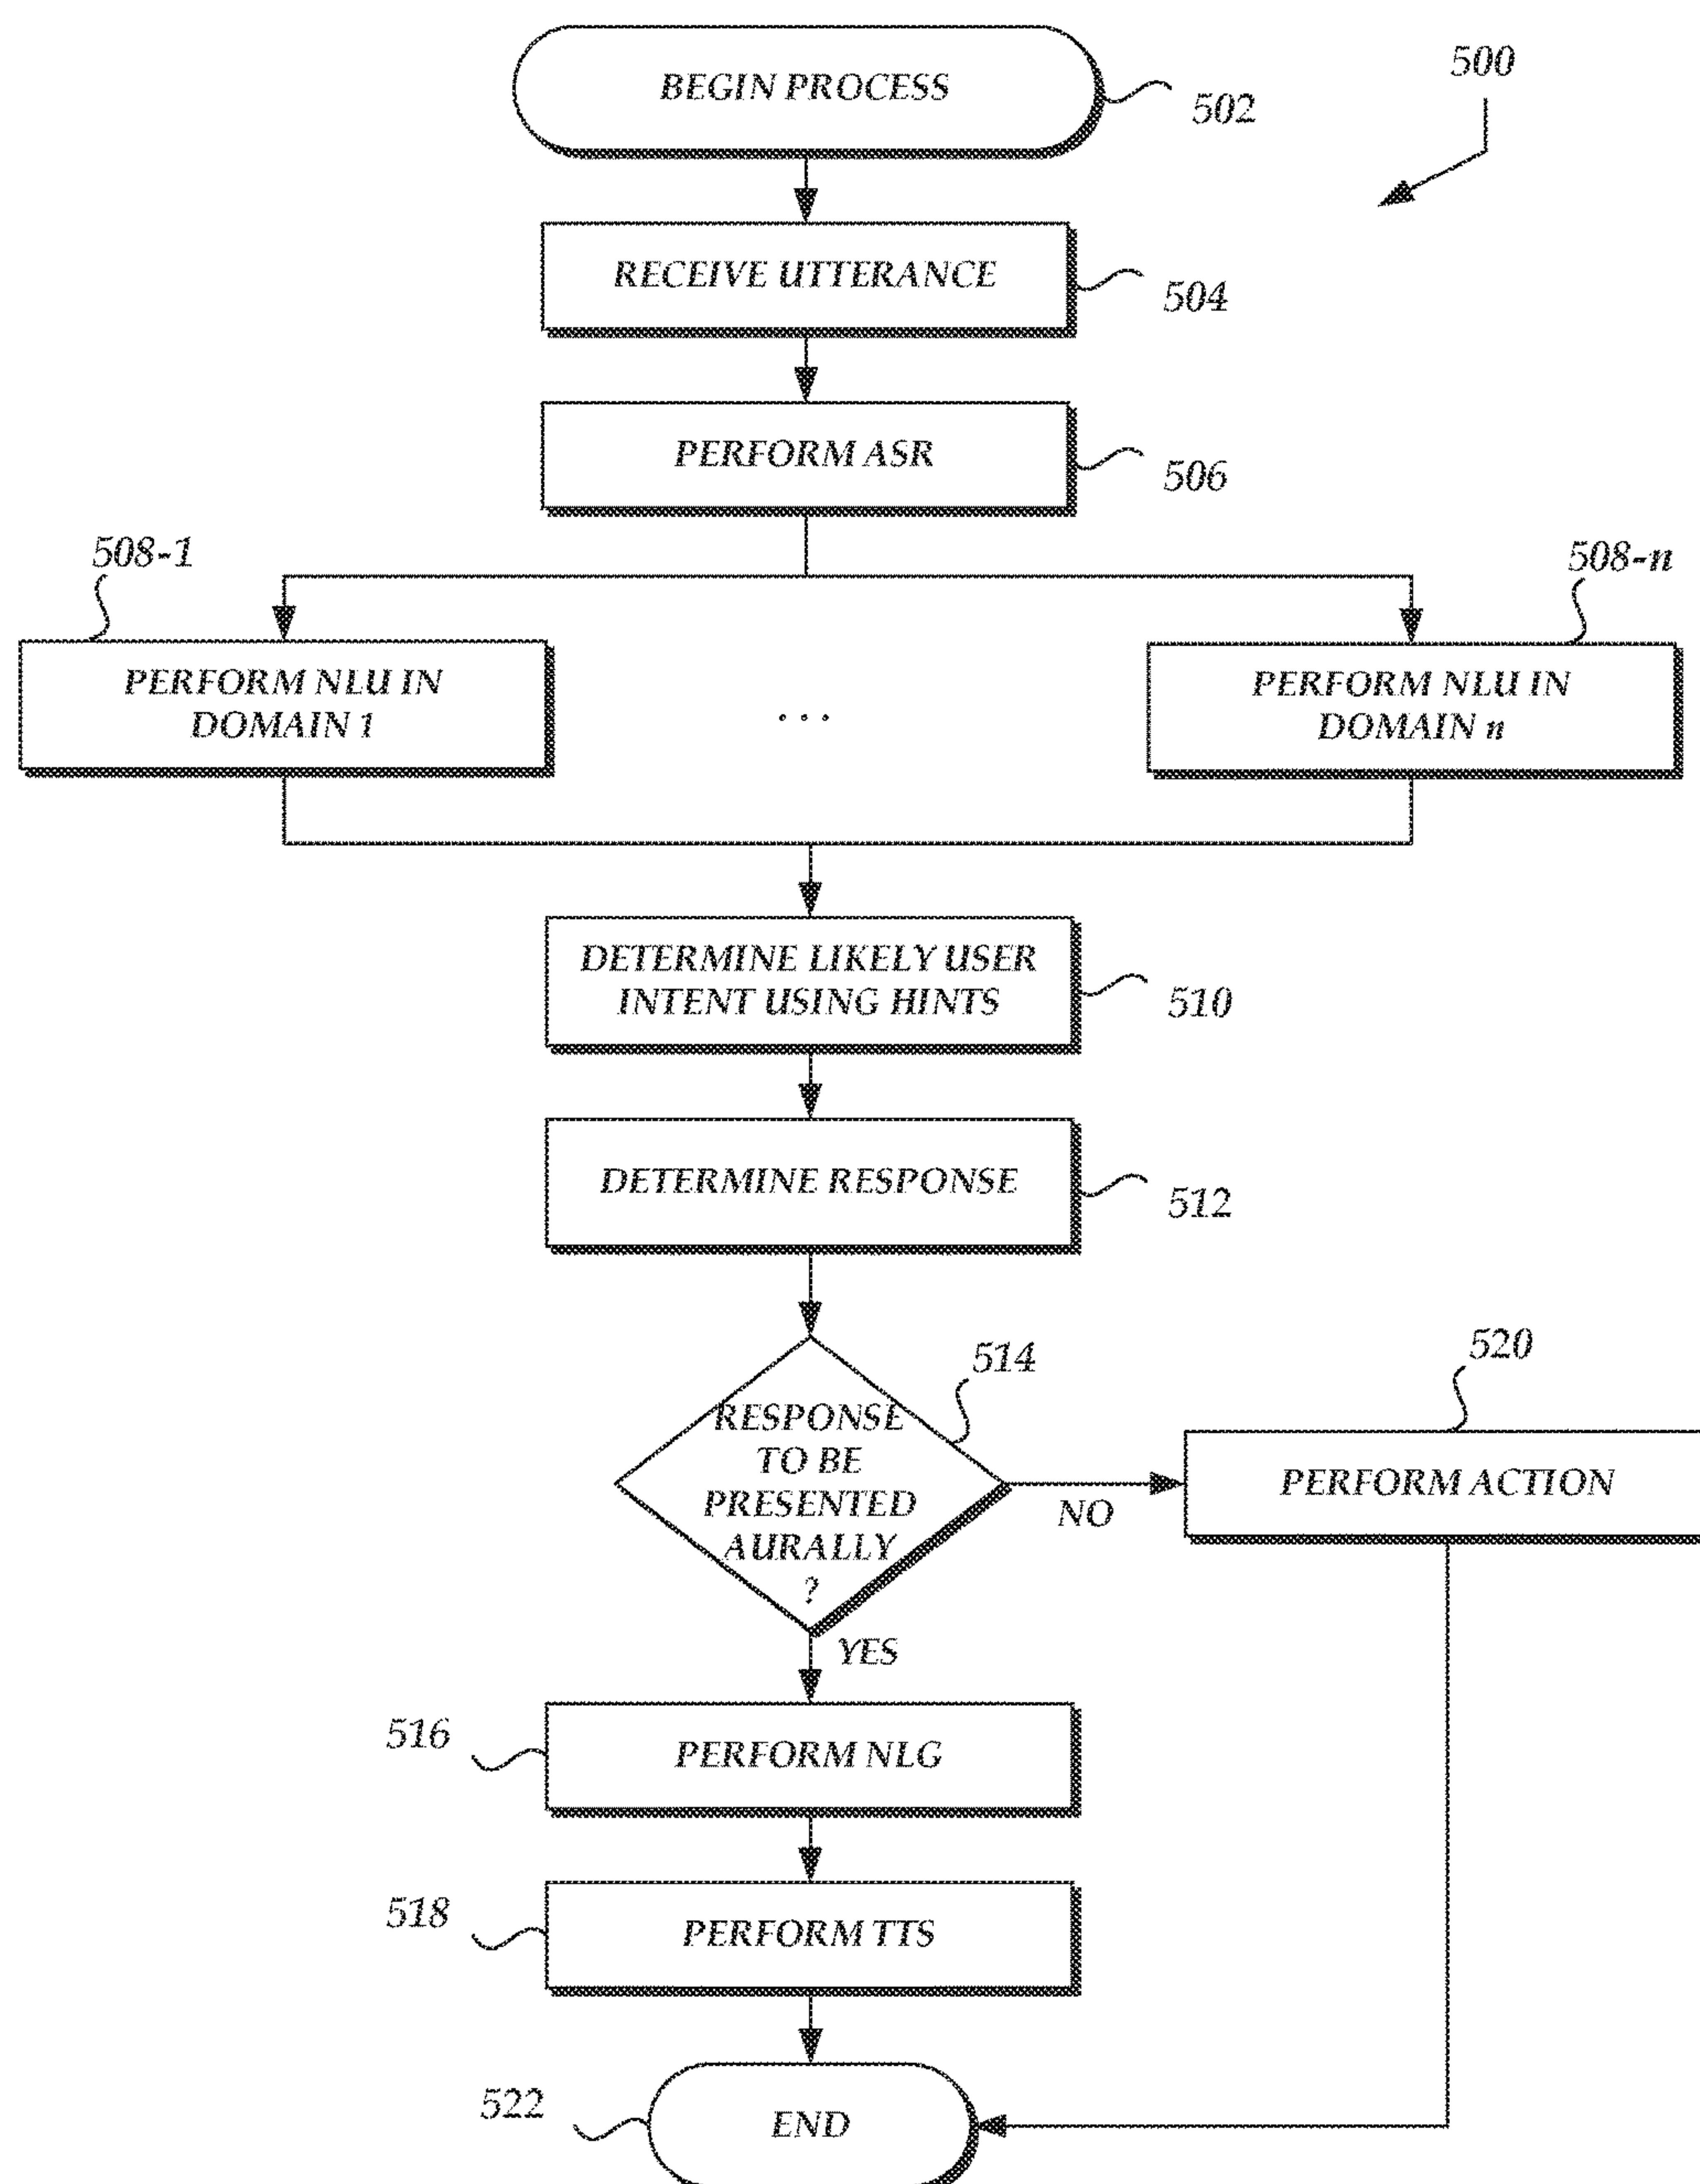 BEGIN PROCESS
502
500
RECEIVE UTTERANCE
504
PERFORM ASR
506
508-1
508-n
PERFORM NLU IN
DOMAIN 1
. . .
PERFORM NLU IN
DOMAIN n
DETERMINE LIKELY USER
INTENT USING HINTS
510
DETERMINE RESPONSE
512
514
RESPONSE
TO BE
PRESENTED
AURALLY
?
520
PERFORM ACTION
NO
YES
516
PERFORM NLG
518
PERFORM TTS
522
END